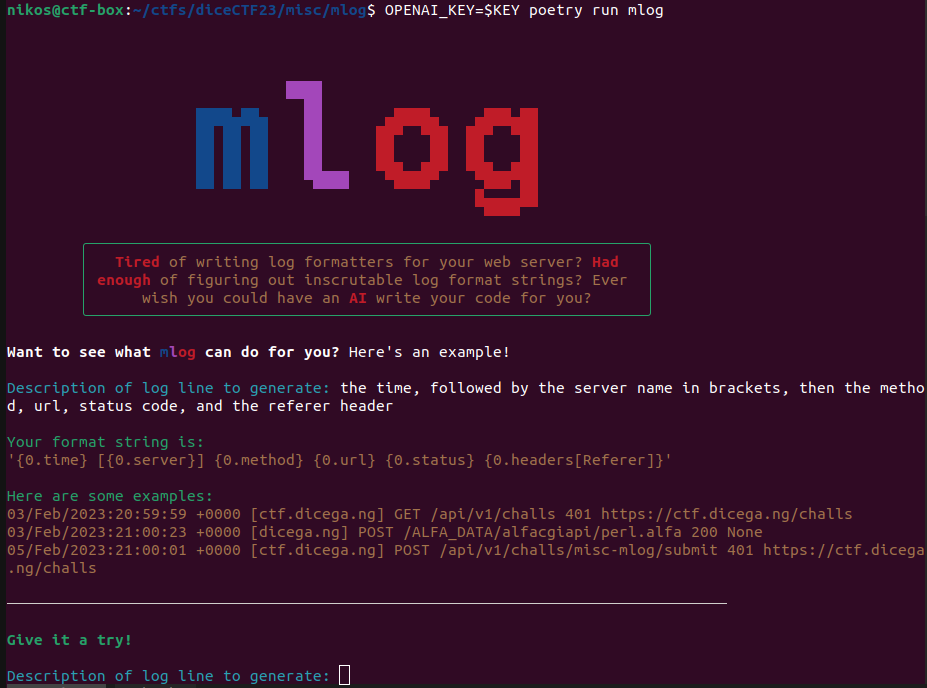 nikos@ctf-box:~/ctfs/diceCTF23/misc/mlog$ OPENAI_KEY=$KEY poetry run mlog
mlog
Tired of writing log formatters for your web server? Had
enough of figuring out inscrutable log format strings? Ever
wish you could have an AI write your code for you?
Want to see what mlog can do for you? Here's an example!
Description of log line to generate: the time, followed by the server name in brackets, then the metho
d, url, status code, and the referer header
Your format string is:
'{0.time} [{0.server}] {0.method} {0.url} {0.status} {0.headers[Referer]}'
Here are some examples:
03/Feb/2023:20:59:59 +0000 [ctf.dicega.ng] GET /api/v1/challs 401 https://ctf.dicega.ng/challs
03/Feb/2023:21:00:23 +0000 [dicega.ng] POST /ALFA_DATA/alfacgiapi/perl.alfa 200 None
05/Feb/2023:21:00:01 +0000 [ctf.dicega.ng] POST /api/v1/challs/misc-mlog/submit 401 https://ctf.dicega
.ng/challs
Give it a try!
Description of log line to generate: